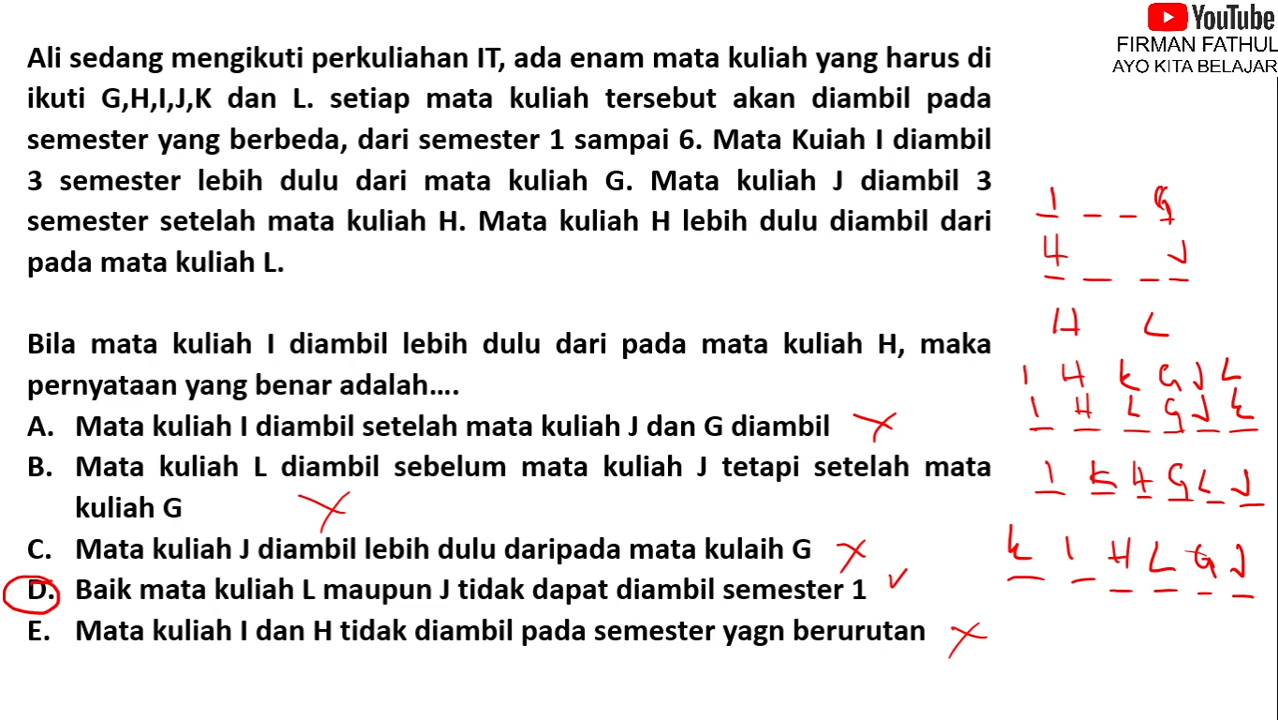 YouTube
FIRMAN FATHUL
AYO KITA BELAJAR
Ali sedang mengikuti perkuliahan IT, ada enam mata kuliah yang harus di
ikuti G,H,I,J,K dan L. setiap mata kuliah tersebut akan diambil pada
semester yang berbeda, dari semester 1 sampai 6. Mata Kuiah I diambil
3 semester lebih dulu dari mata kuliah G. Mata kuliah J diambil 3
semester setelah mata kuliah H. Mata kuliah H lebih dulu diambil dari
pada mata kuliah L.
Bila mata kuliah I diambil lebih dulu dari pada mata kuliah H, maka
pernyataan yang benar adalah....
A. Mata kuliah I diambil setelah mata kuliah J dan G diambil
B. Mata kuliah L diambil sebelum mata kuliah J tetapi setelah mata
kuliah G
C. Mata kuliah J diambil lebih dulu daripada mata kulaih G
D. Baik mata kuliah L maupun J tidak dapat diambil semester 1
E. Mata kuliah I dan H tidak diambil pada semester yagn berurutan
1 _ _ G
H _ _ J
H L
1 H K G J L
1 H L G J K
1 K H G L J
K 1 H L G J